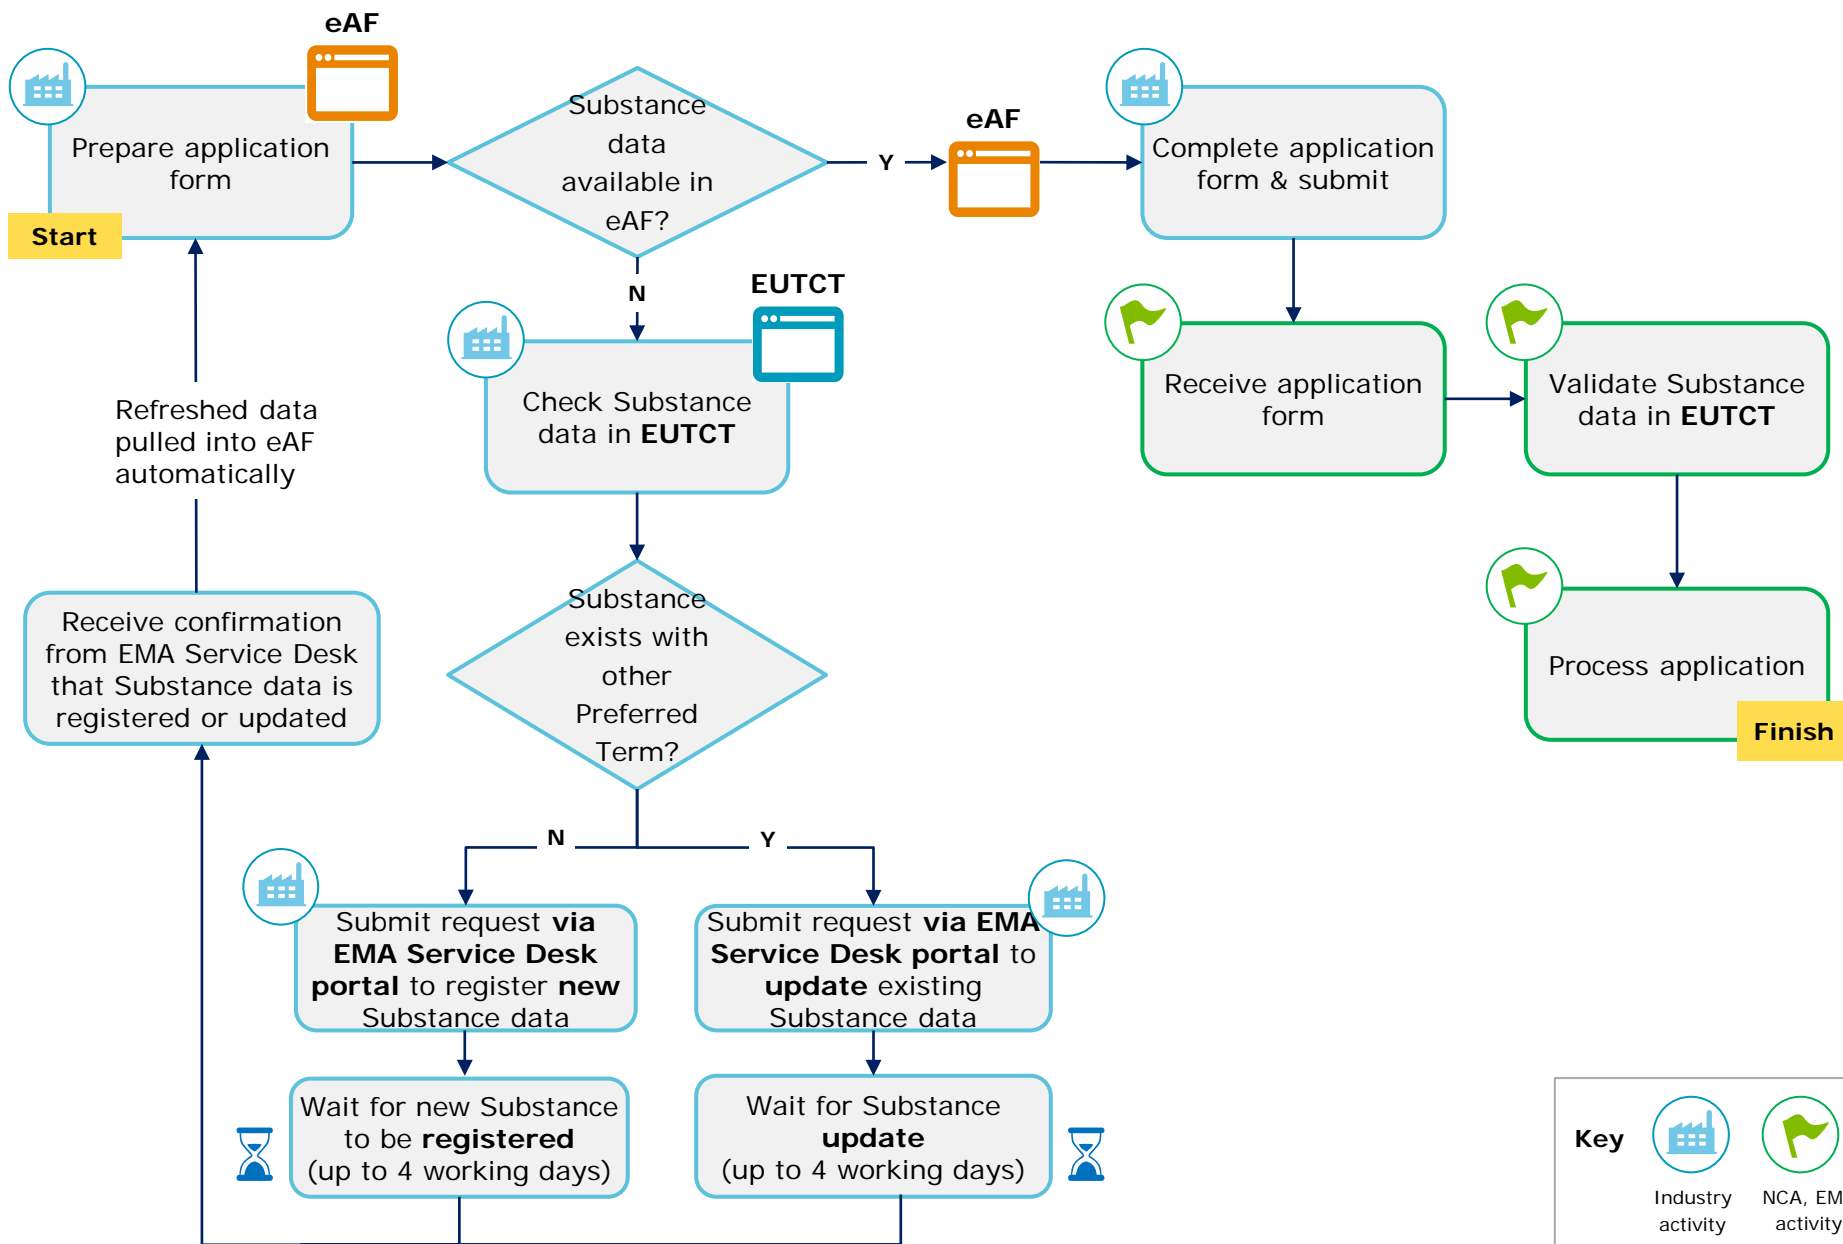 eAF
Prepare application
form
Start
Substance
data
available in
eAF?
Y
eAF
Complete application
form & submit
N
EUTCT
Check Substance
data in EUTCT
Receive application
form
Validate Substance
data in EUTCT
Refreshed data
pulled into eAF
automatically
Substance
exists with
other
Preferred
Term?
Process application
Finish
Receive confirmation
from EMA Service Desk
that Substance data is
registered or updated
N
Y
Submit request via
EMA Service Desk
portal to register new
Substance data
Submit request via EMA
Service Desk portal to
update existing
Substance data
Wait for new Substance
to be registered
(up to 4 working days)
Wait for Substance
update
(up to 4 working days)
Key
Industry
activity
NCA, EM
activity